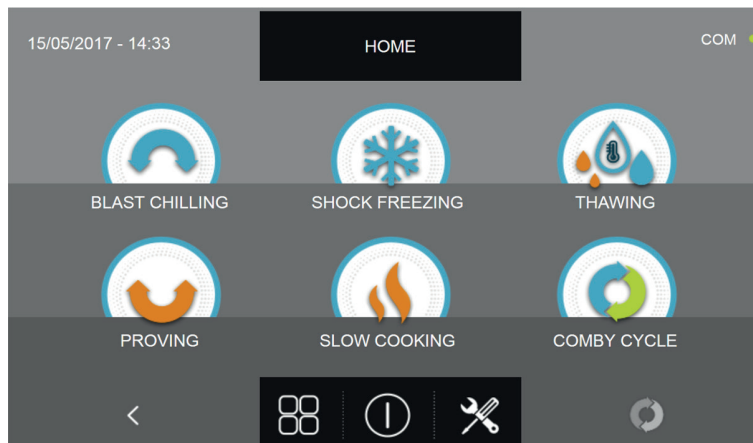 15/05/2017 - 14:33
HOME
COM
BLAST CHILLING
SHOCK FREEZING
THAWING
PROVING
SLOW COOKING
COMBY CYCLE